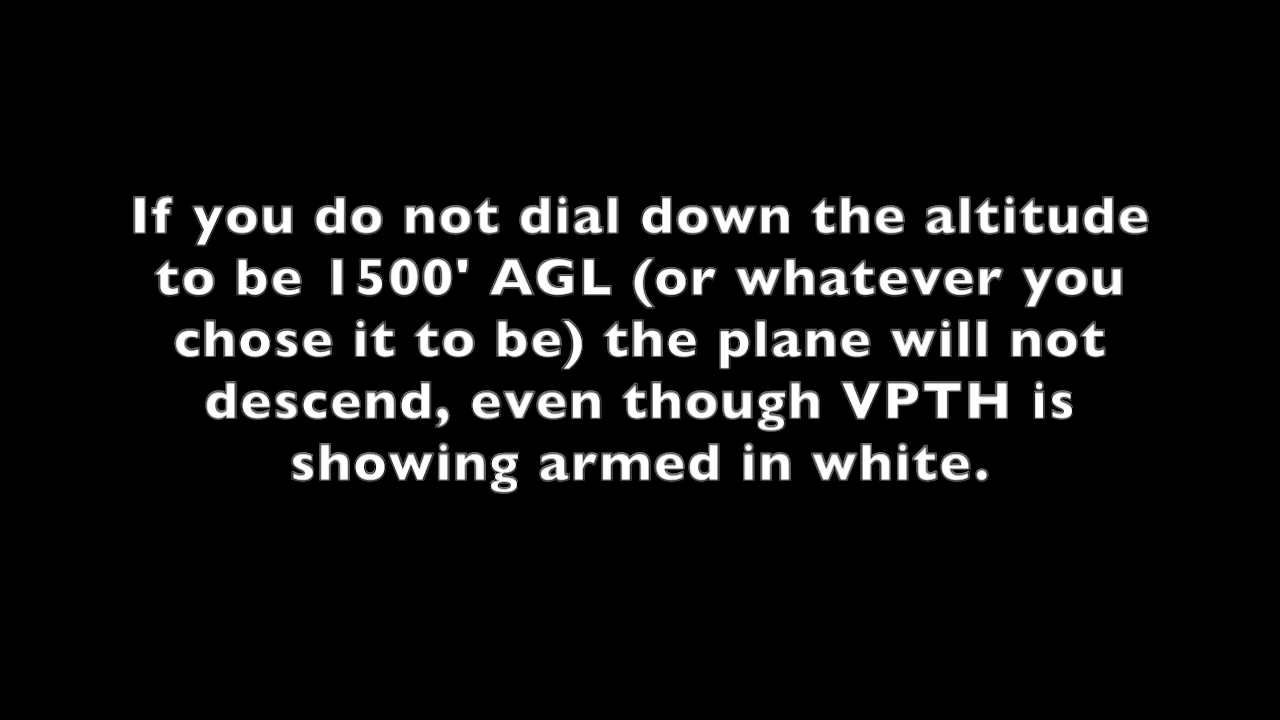 If you do not dial down the altitude
to be 1500' AGL (or whatever you
chose it to be) the plane will not
descend, even though VPTH is
showing armed in white.